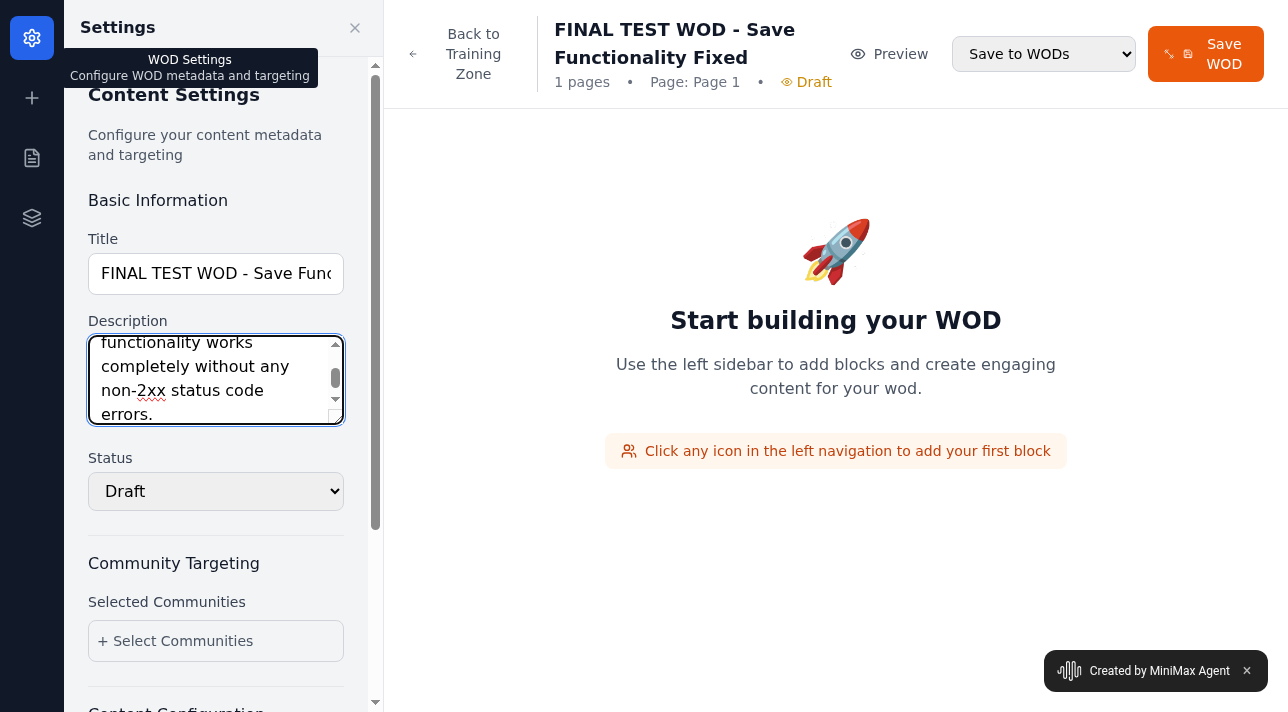 Settings
WOD Settings
Configure WOD metadata and targeting
Content Settings
Configure your content metadata
and targeting
Basic Information
Title
FINAL TEST WOD - Save Func
Description
functionality works
completely without any
non-2xx status code
errors.
Status
Draft
Community Targeting
Selected Communities
+ Select Communities
Back to
Training
Zone
FINAL TEST WOD - Save
Functionality Fixed
1 pages • Page: Page 1 • Draft
Preview
Save to WODs
Save
WOD
Start building your WOD
Use the left sidebar to add blocks and create engaging
content for your wod.
Click any icon in the left navigation to add your first block
Created by MiniMax Agent